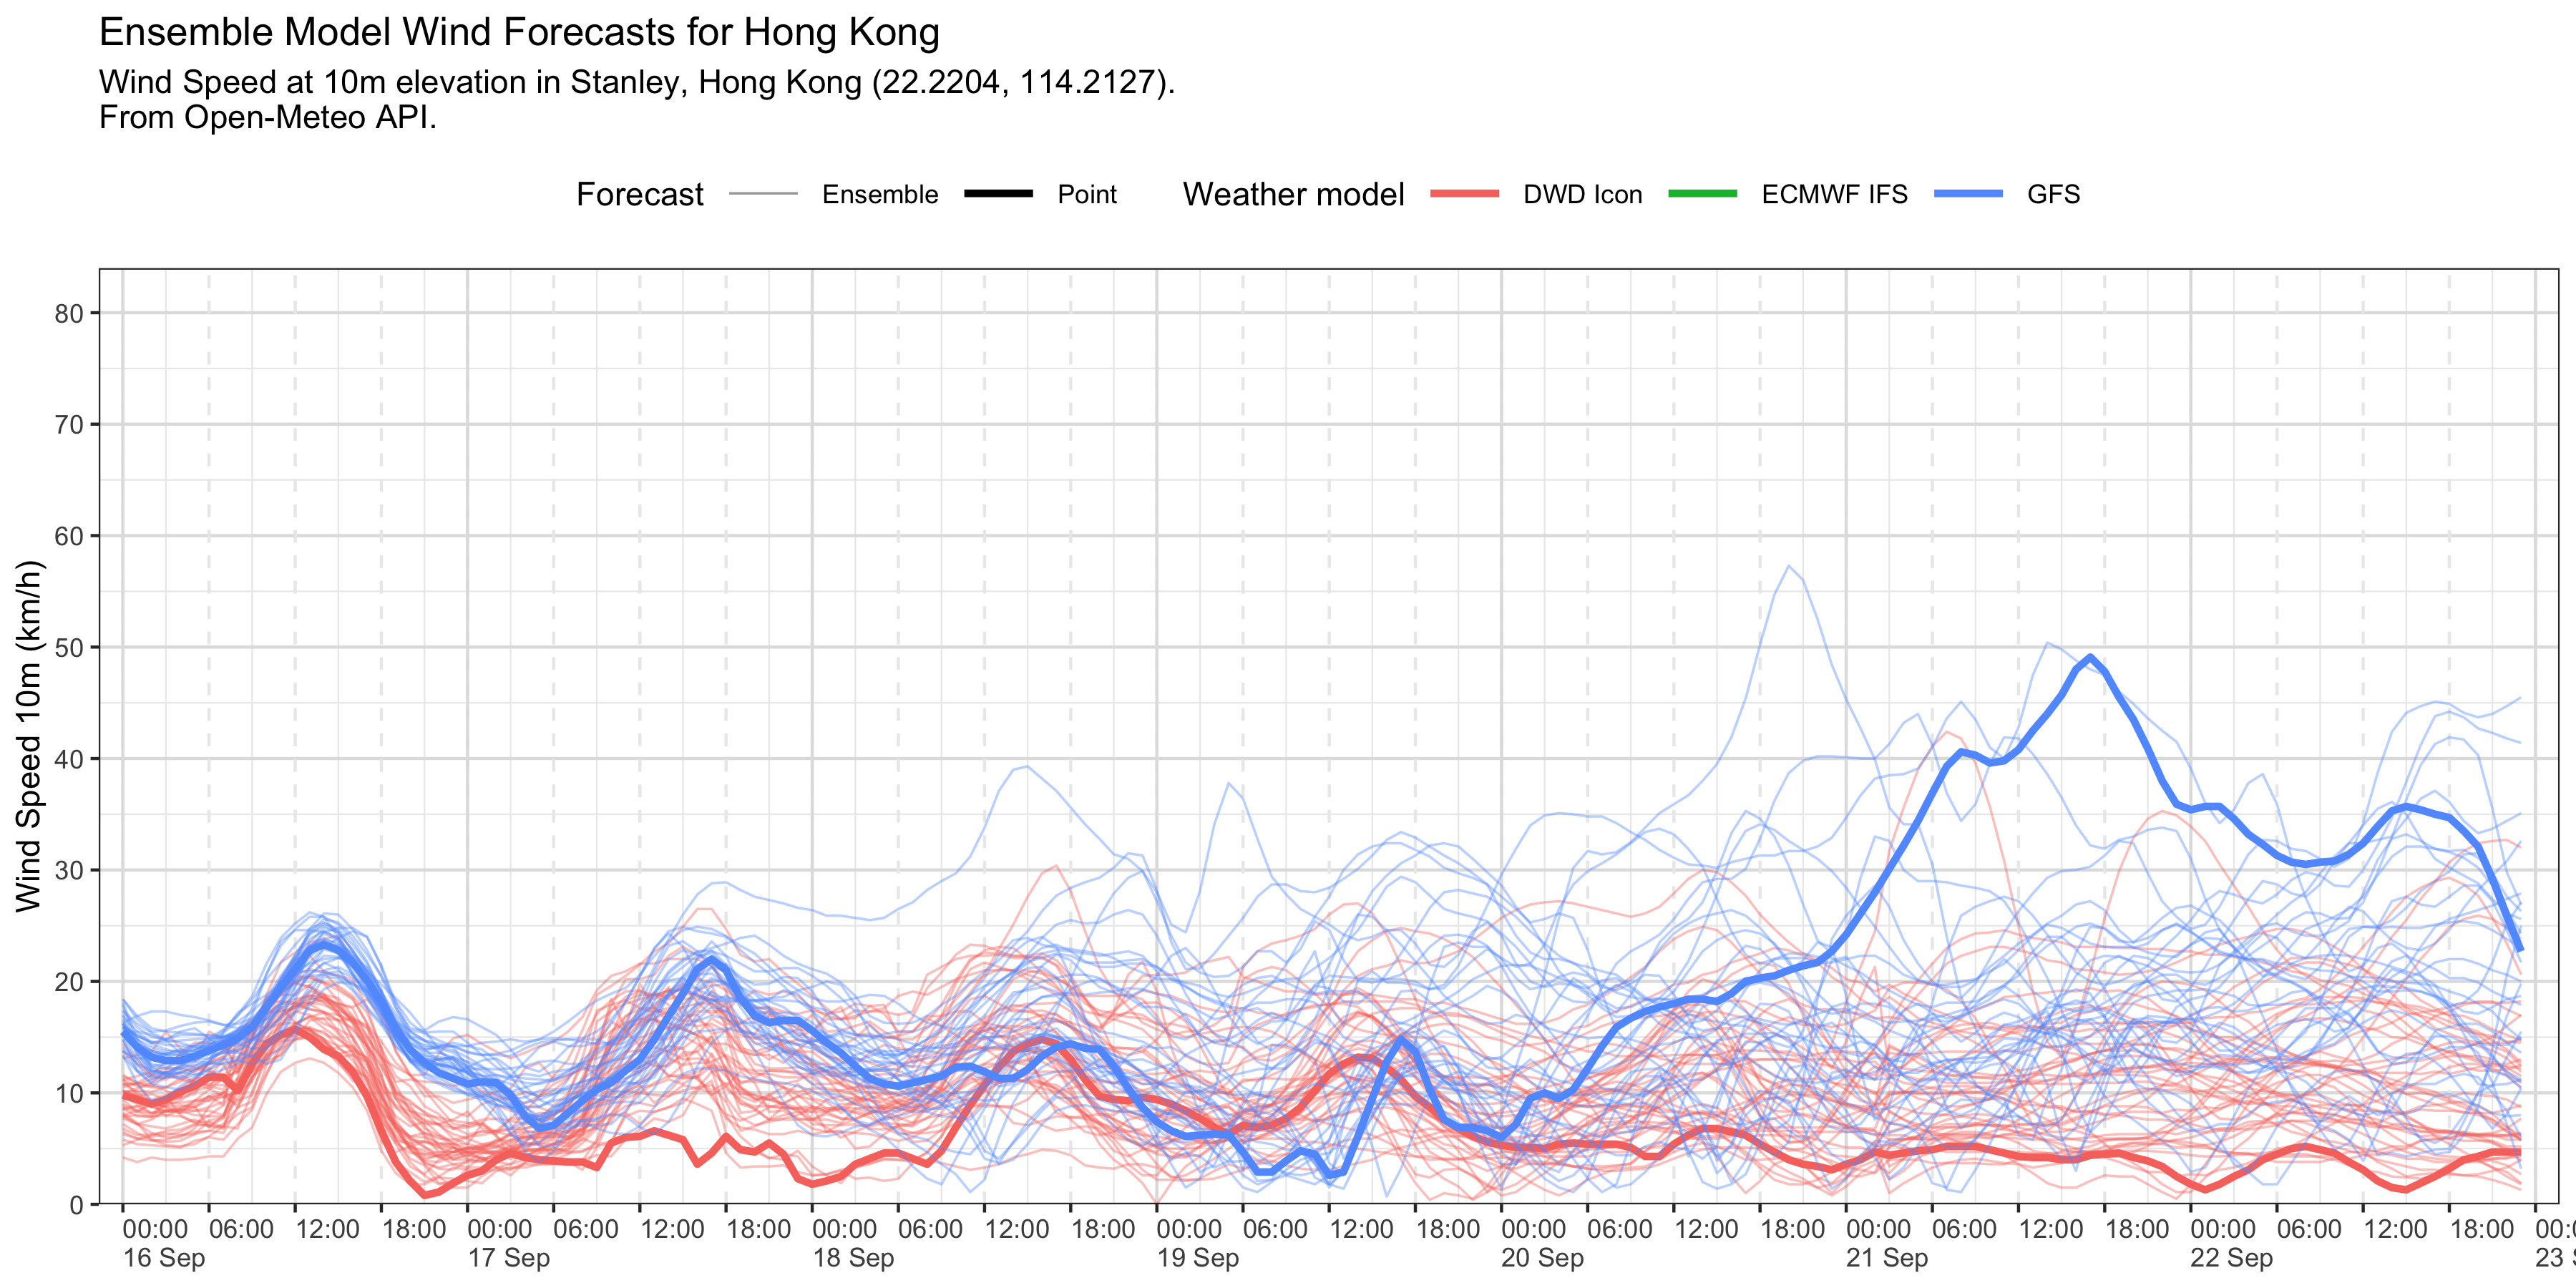 Ensemble Model Wind Forecasts for Hong Kong
Wind Speed at 10m elevation in Stanley, Hong Kong (22.2204, 114.2127).
From Open-Meteo API.
Forecast Ensemble Point Weather model DWD Icon ECMWF IFS GFS
Wind Speed 10m (km/h)
80
70
60
50
40
30
20
10
0
00:00 06:00 12:00 18:00 00:00 06:00 12:00 18:00 00:00 06:00 12:00 18:00 00:00 06:00 12:00 18:00 00:00 06:00 12:00 18:00 00:00 06:00 12:00 18:00 00:00 06:00 12:00 18:00
16 Sep 17 Sep 18 Sep 19 Sep 20 Sep 21 Sep 22 Sep 23